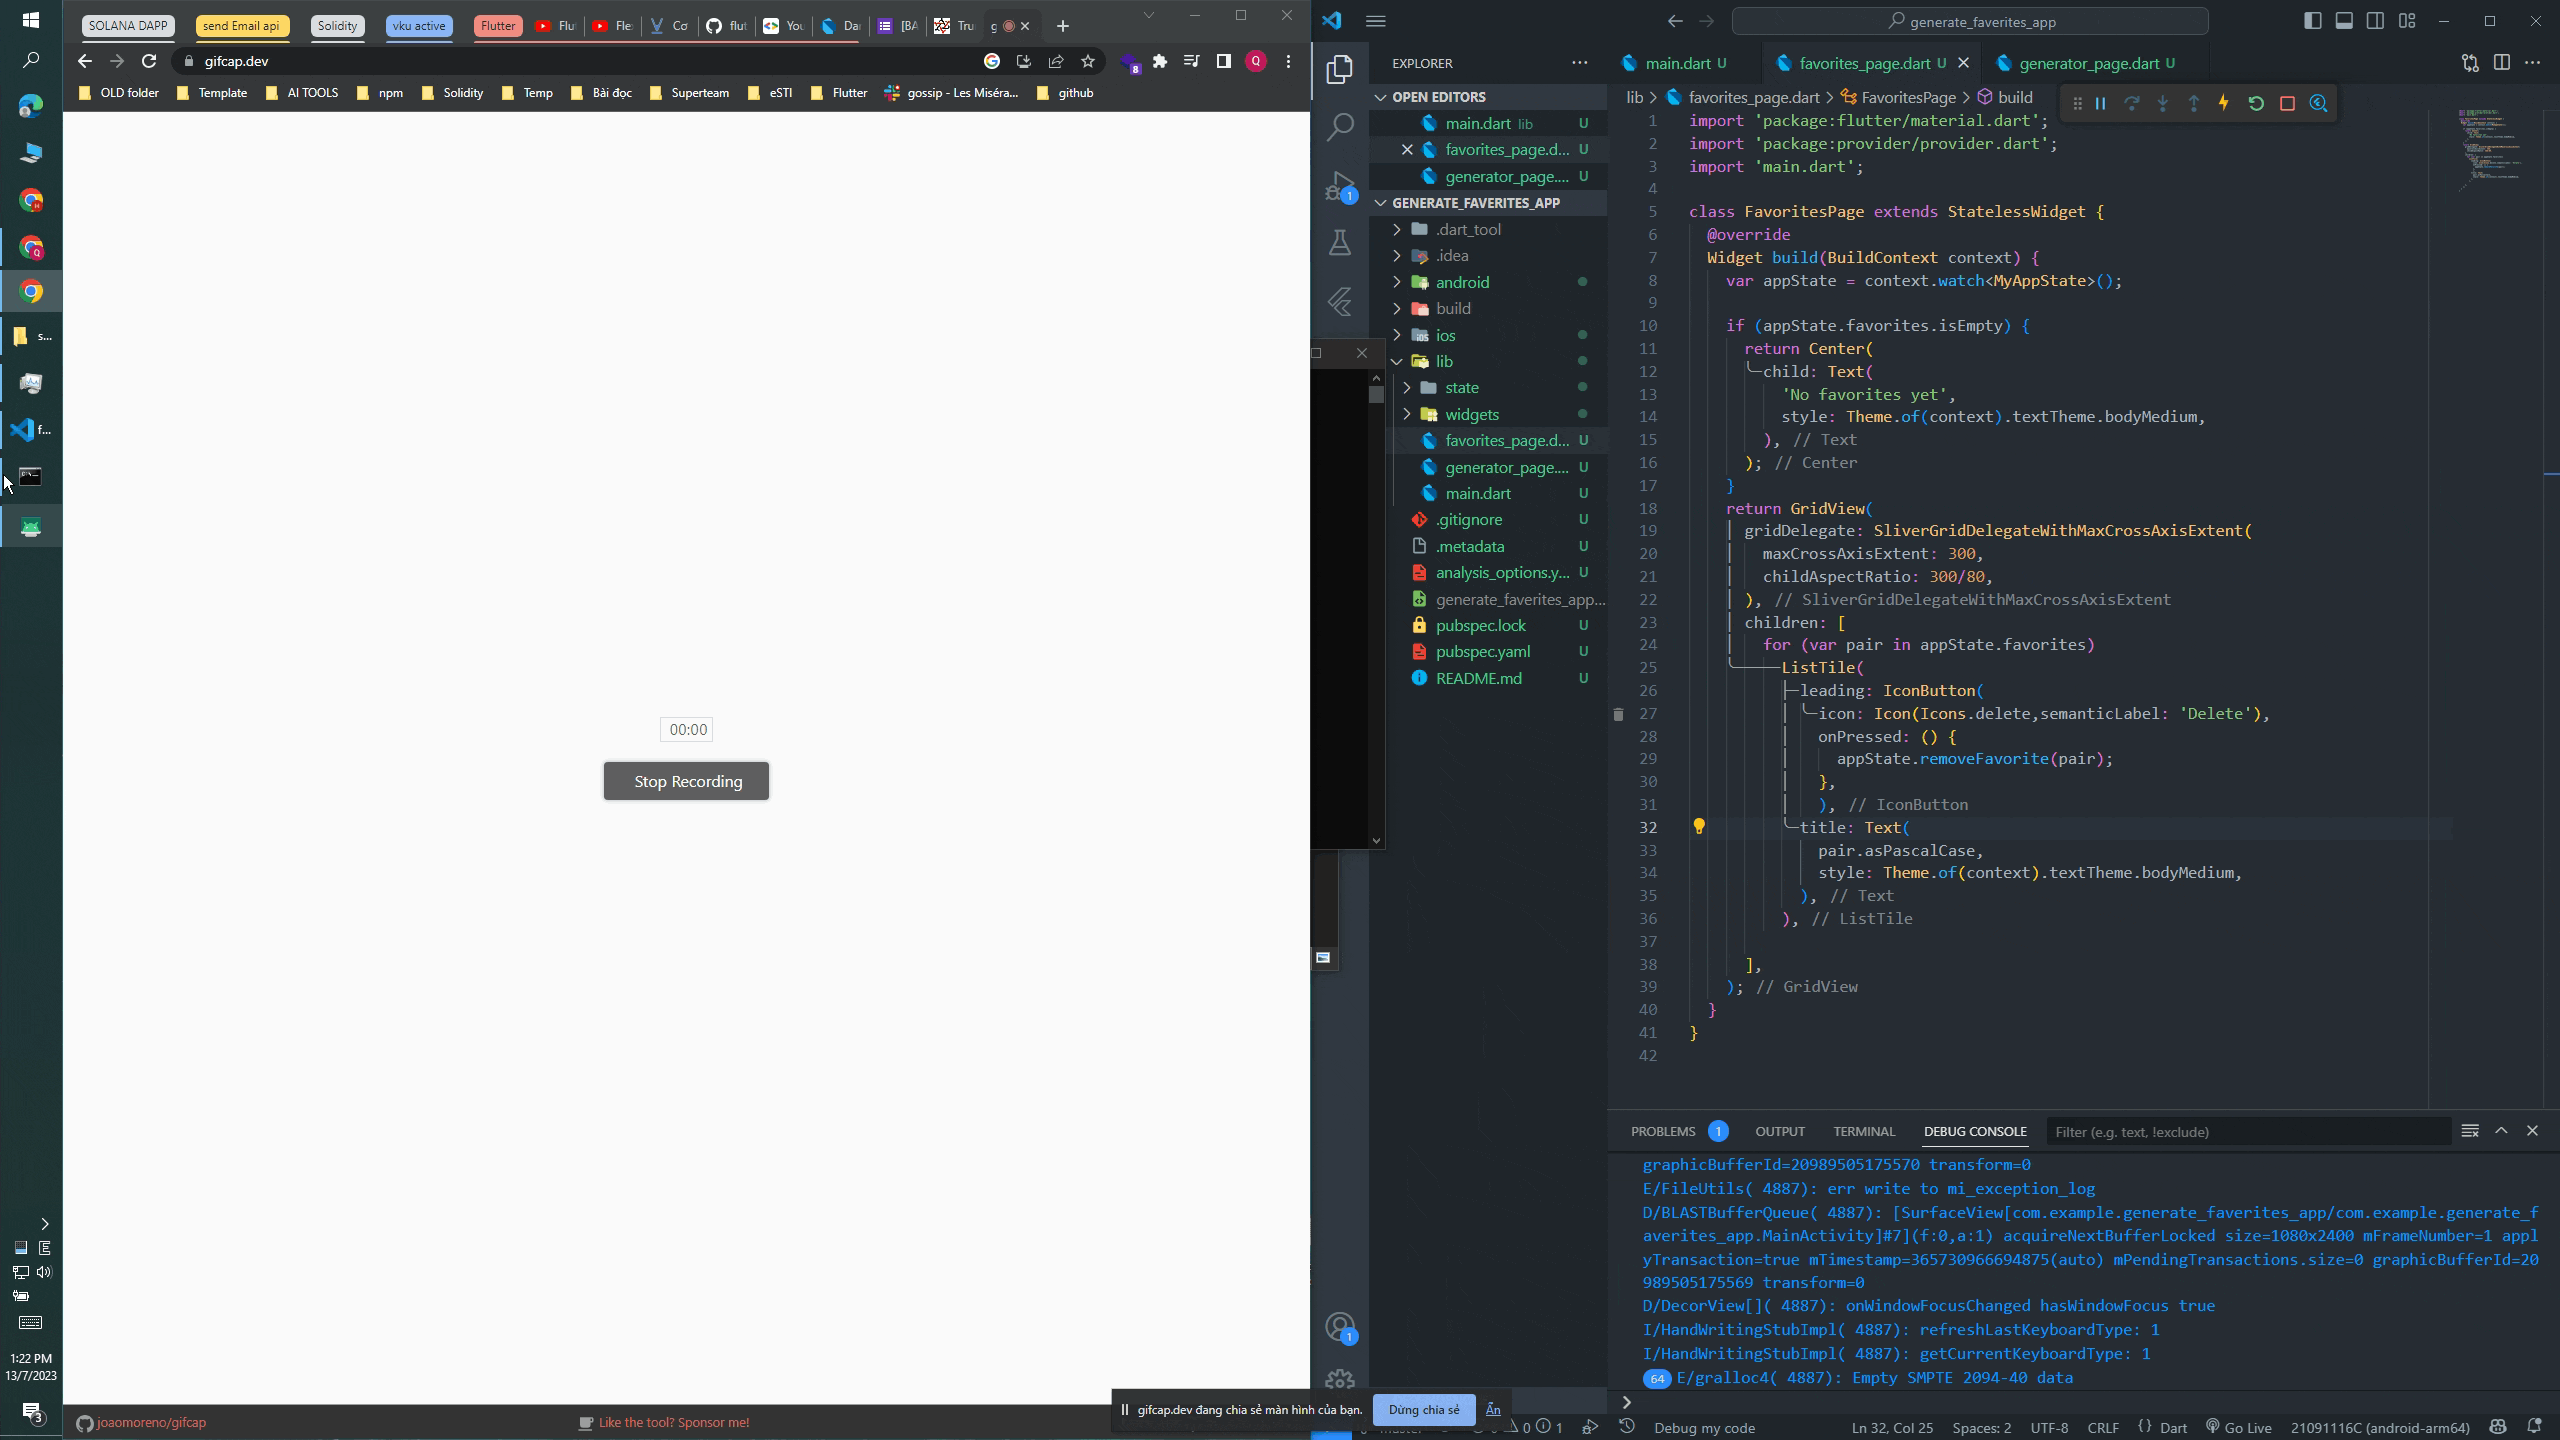 SOLANA DAPP
send Email api
Solidity
vku active
Flutter
Flu
Fle
Cơ
flut
You
Dar
[BA
Tru
g
gifcap.dev
8
Q
OLD folder
Template
AI TOOLS
npm
Solidity
Temp
Bài đọc
Superteam
eSTI
Flutter
gossip - Les Miséra...
github
s...
f...
00:00
Stop Recording
E
1:22 PM
13/7/2023
3
joaomoreno/gifcap
Like the tool? Sponsor me!
gifcap.dev đang chia sẻ màn hình của bạn.
Dừng chia sẻ
Ẩn
generate_faverites_app
EXPLORER
OPEN EDITORS
main.dart lib U
favorites_page.d... U
generator_page.... U
1
GENERATE_FAVERITES_APP
.dart_tool
.idea
android
build
ios
lib
state
widgets
favorites_page.d... U
generator_page.... U
main.dart U
.gitignore U
.metadata U
analysis_options.y... U
generate_faverites_app...
pubspec.lock U
pubspec.yaml U
README.md U
1
main.dart U
favorites_page.dart U
generator_page.dart U
lib > favorites_page.dart > FavoritesPage > build
1 import 'package:flutter/material.dart';
2 import 'package:provider/provider.dart';
3 import 'main.dart';
4
5 class FavoritesPage extends StatelessWidget {
6 @override
7 Widget build(BuildContext context) {
8 var appState = context.watch<MyAppState>();
9
10 if (appState.favorites.isEmpty) {
11 return Center(
12 child: Text(
13 'No favorites yet',
14 style: Theme.of(context).textTheme.bodyMedium,
15 ), // Text
16 ); // Center
17 }
18 return GridView(
19 gridDelegate: SliverGridDelegateWithMaxCrossAxisExtent(
20 maxCrossAxisExtent: 300,
21 childAspectRatio: 300/80,
22 ), // SliverGridDelegateWithMaxCrossAxisExtent
23 children: [
24 for (var pair in appState.favorites)
25 ListTile(
26 leading: IconButton(
27 icon: Icon(Icons.delete,semanticLabel: 'Delete'),
28 onPressed: () {
29 appState.removeFavorite(pair);
30 },
31 ), // IconButton
32 title: Text(
33 pair.asPascalCase,
34 style: Theme.of(context).textTheme.bodyMedium,
35 ), // Text
36 ), // ListTile
37
38 ],
39 ); // GridView
40 }
41 }
42
PROBLEMS 1
OUTPUT
TERMINAL
DEBUG CONSOLE
Filter (e.g. text, !exclude)
graphicBufferId=20989505175570 transform=0
E/FileUtils( 4887): err write to mi_exception_log
D/BLASTBufferQueue( 4887): [SurfaceView[com.example.generate_faverites_app/com.example.generate_f
averites_app.MainActivity]#7](f:0,a:1) acquireNextBufferLocked size=1080x2400 mFrameNumber=1 appl
yTransaction=true mTimestamp=365730966694875(auto) mPendingTransactions.size=0 graphicBufferId=20
989505175569 transform=0
D/DecorView[]( 4887): onWindowFocusChanged hasWindowFocus true
I/HandWritingStubImpl( 4887): refreshLastKeyboardType: 1
I/HandWritingStubImpl( 4887): getCurrentKeyboardType: 1
64 E/gralloc4( 4887): Empty SMPTE 2094-40 data
0 1
Debug my code
Ln 32, Col 25
Spaces: 2
UTF-8
CRLF
{} Dart
Go Live
21091116C (android-arm64)